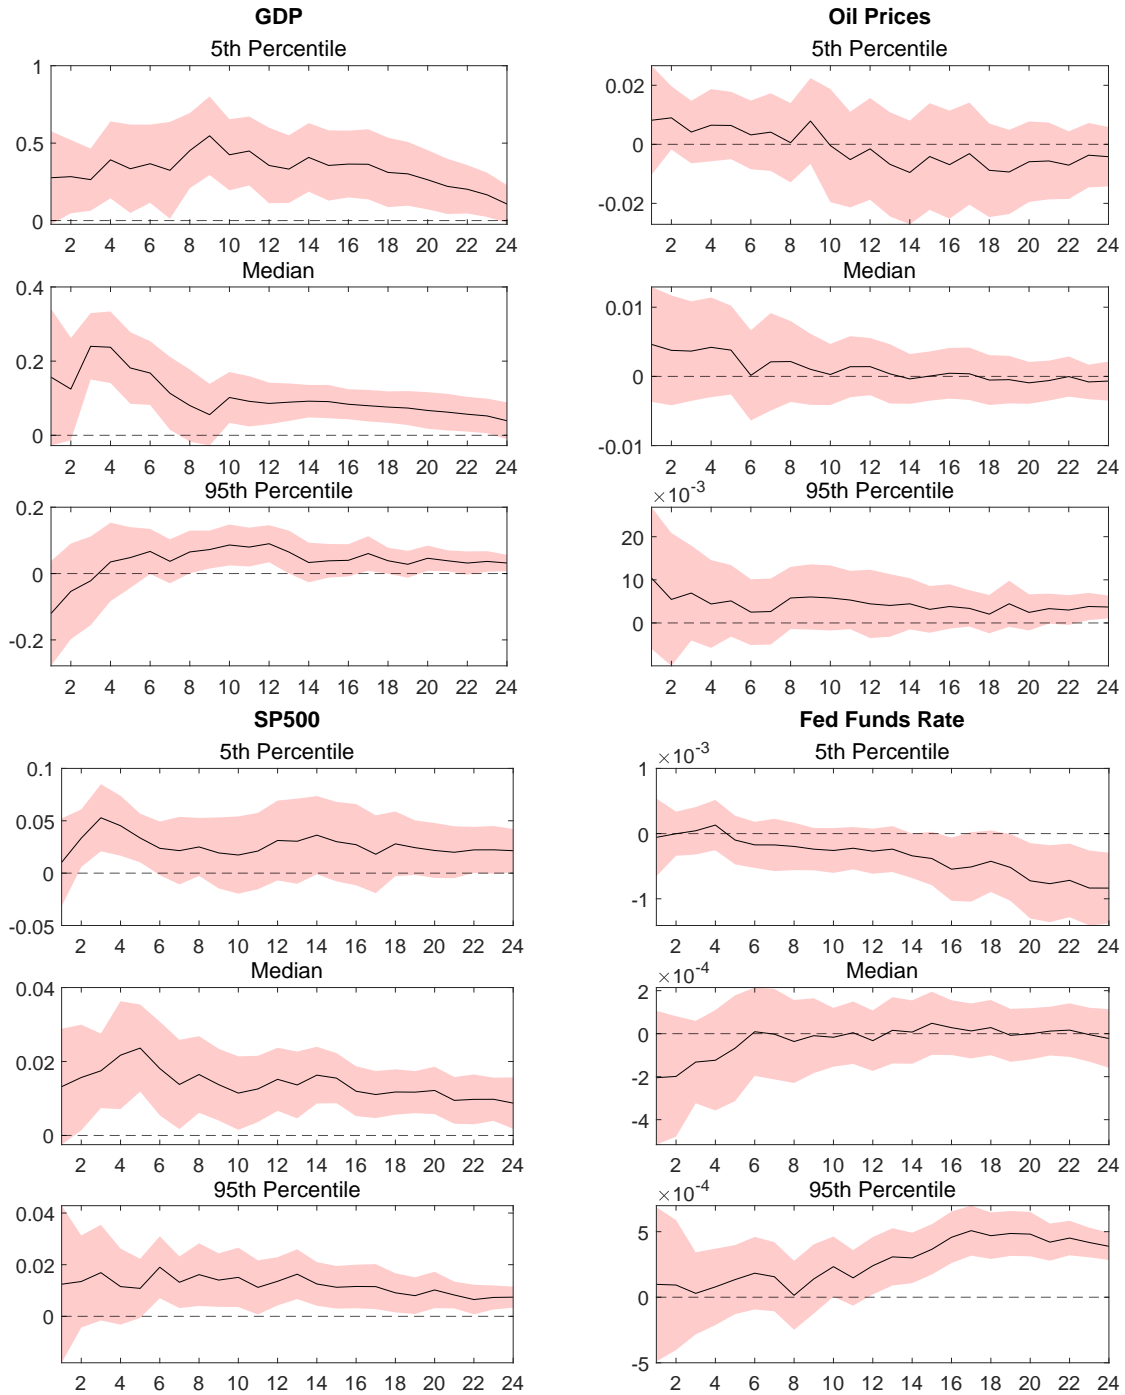 GDP
5th Percentile
1
0.5
0
2 4 6 8 10 12 14 16 18 20 22 24
Median
0.4
0.2
0
2 4 6 8 10 12 14 16 18 20 22 24
95th Percentile
0.2
0
-0.2
2 4 6 8 10 12 14 16 18 20 22 24
Oil Prices
5th Percentile
0.02
0
-0.02
2 4 6 8 10 12 14 16 18 20 22 24
Median
0.01
0
-0.01
2 4 6 8 10 12 14 16 18 20 22 24
×10⁻³ 95th Percentile
20
10
0
2 4 6 8 10 12 14 16 18 20 22 24
SP500
5th Percentile
0.1
0.05
0
-0.05
2 4 6 8 10 12 14 16 18 20 22 24
Median
0.04
0.02
0
2 4 6 8 10 12 14 16 18 20 22 24
95th Percentile
0.04
0.02
0
2 4 6 8 10 12 14 16 18 20 22 24
Fed Funds Rate
×10⁻³ 5th Percentile
1
0
-1
2 4 6 8 10 12 14 16 18 20 22 24
×10⁻⁴ Median
2
0
-2
-4
2 4 6 8 10 12 14 16 18 20 22 24
×10⁻⁴ 95th Percentile
5
0
-5
2 4 6 8 10 12 14 16 18 20 22 24